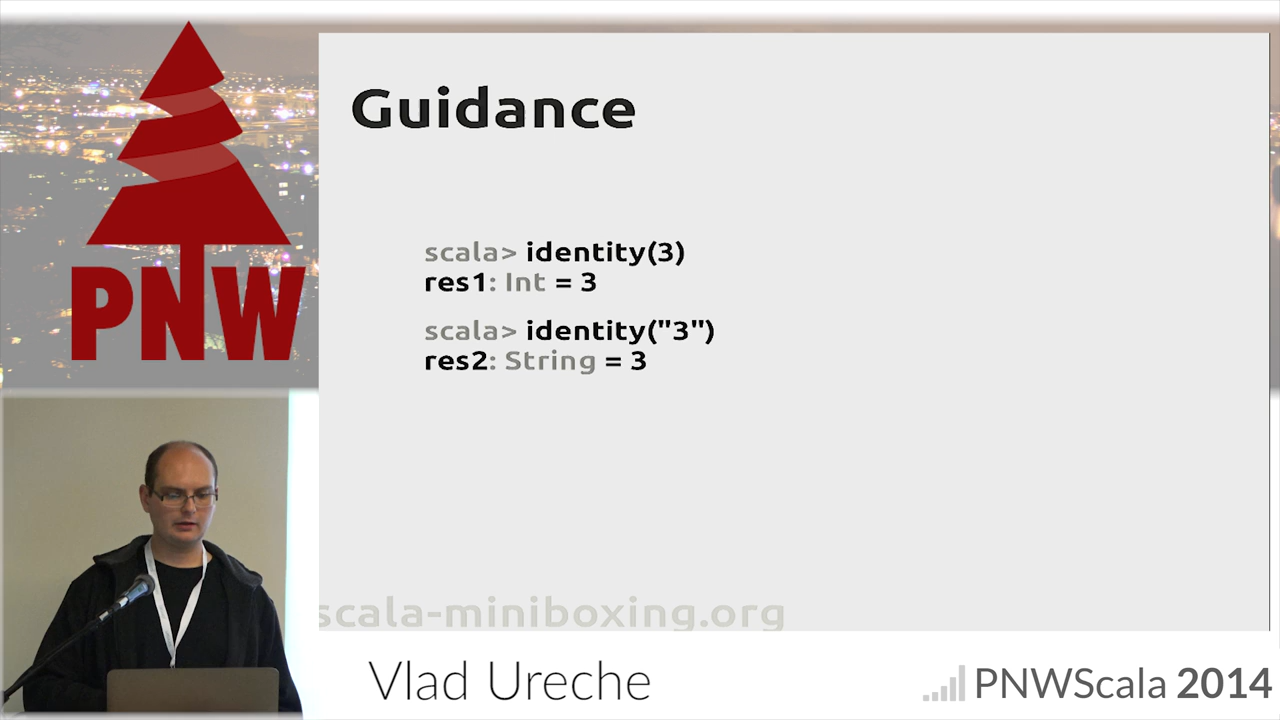 PNW
Guidance
scala> identity(3)
res1: Int = 3
scala> identity("3")
res2: String = 3
scala-miniboxing.org
Vlad Ureche
PNWScala 2014